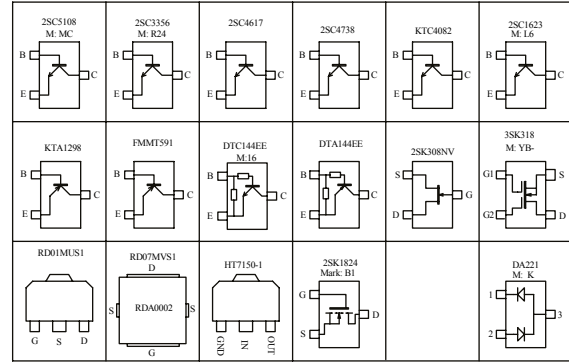 2SC5108
M: MC
B
C
E
2SC3356
M: R24
B
C
E
2SC4617
B
C
E
2SC4738
B
C
E
KTC4082
B
C
E
2SC1623
M: L6
B
C
E
KTA1298
B
C
E
FMMT591
B
C
E
DTC144EE
M:16
B
C
E
DTA144EE
B
C
E
2SK308NV
S
G
D
3SK318
M: YB-
G1
S
G2
D
RD01MUS1
G S D
RD07MVS1
D
S
RDA0002
S
G
HT7150-1
GND IN OUT
2SK1824
Mark: B1
G
D
S
DA221
M: K
1
3
2